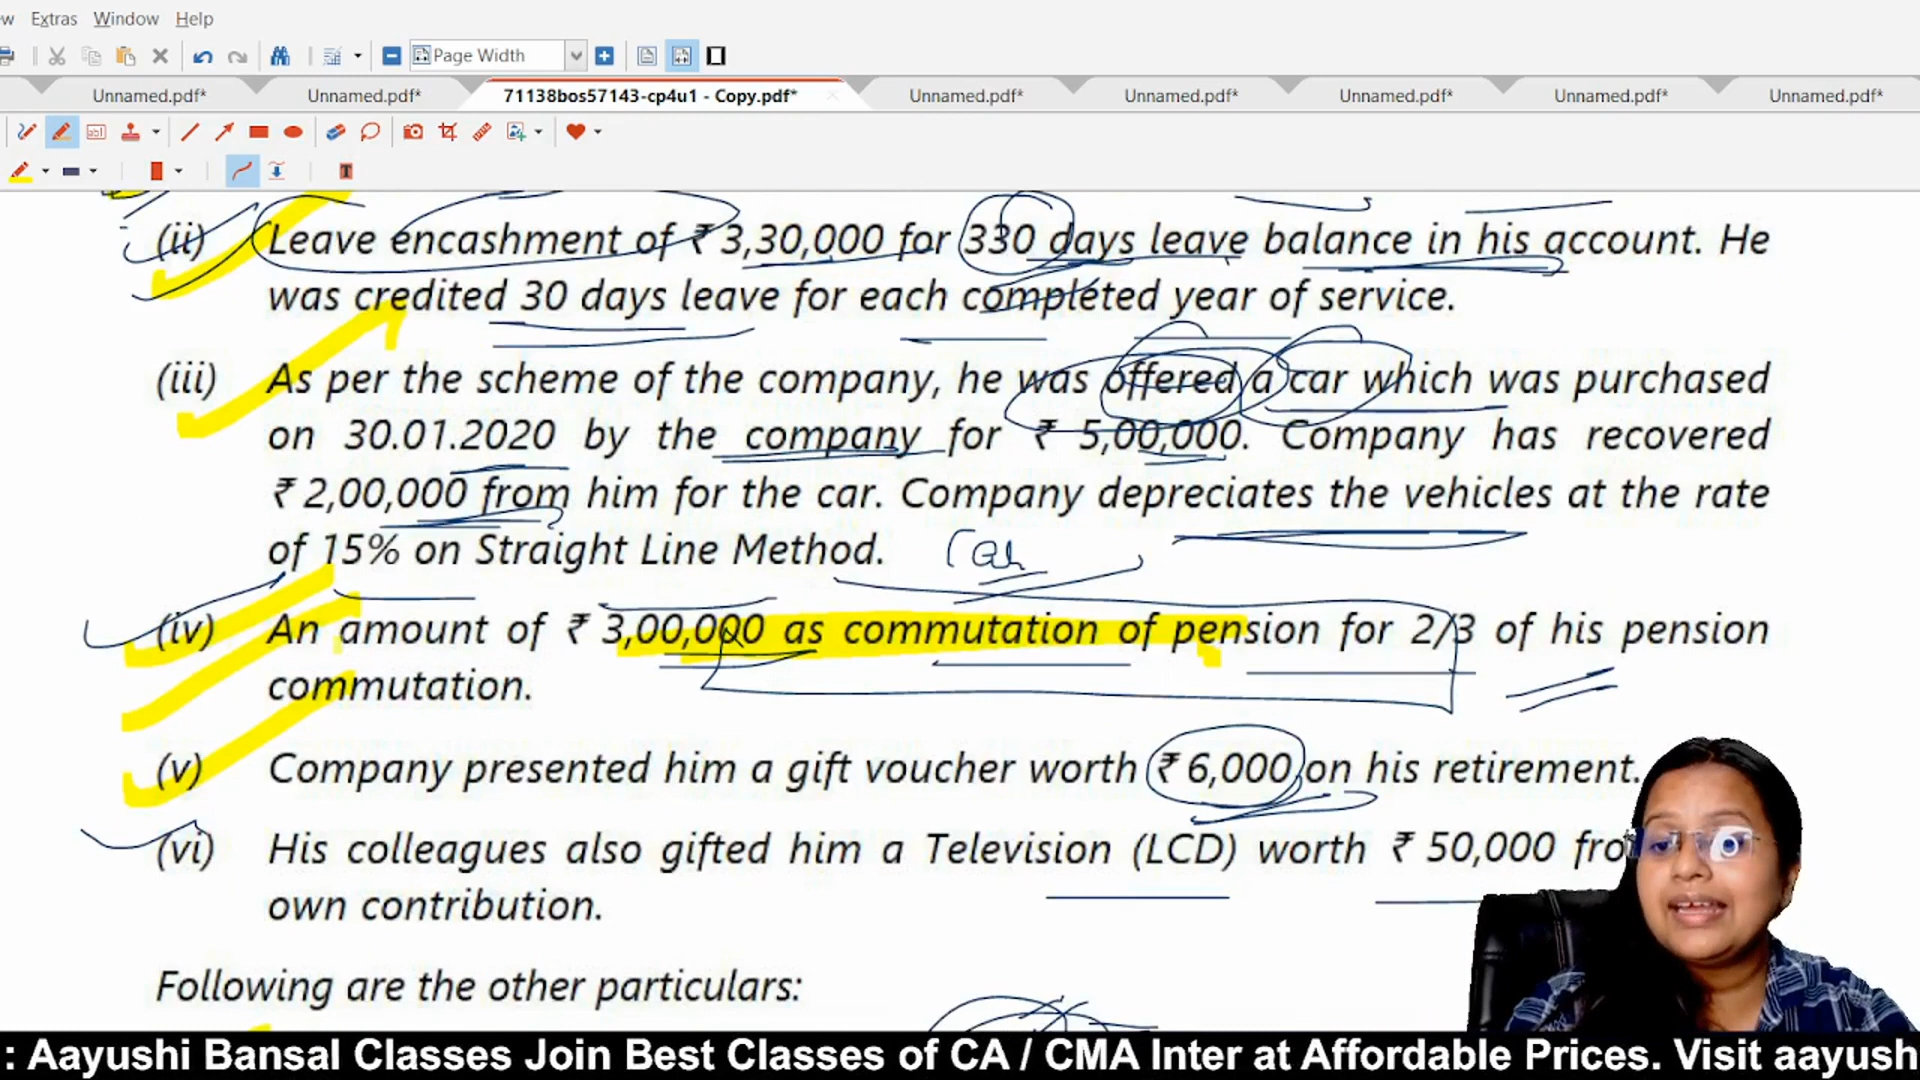 Extras Window Help
Page Width
Unnamed.pdf* Unnamed.pdf* 71138bos57143-cp4u1 - Copy.pdf* Unnamed.pdf* Unnamed.pdf* Unnamed.pdf* Unnamed.pdf* Unnamed.pdf*
(ii) Leave encashment of ₹ 3,30,000 for 330 days leave balance in his account. He
was credited 30 days leave for each completed year of service.
(iii) As per the scheme of the company, he was offered a car which was purchased
on 30.01.2020 by the company for ₹ 5,00,000. Company has recovered
₹ 2,00,000 from him for the car. Company depreciates the vehicles at the rate
of 15% on Straight Line Method.
(iv) An amount of ₹ 3,00,000 as commutation of pension for 2/3 of his pension
commutation.
(v) Company presented him a gift voucher worth ₹ 6,000 on his retirement.
(vi) His colleagues also gifted him a Television (LCD) worth ₹ 50,000
own contribution.
Following are the other particulars:
: Aayushi Bansal Classes Join Best Classes of CA / CMA Inter at Affordable Prices. Visit aayush